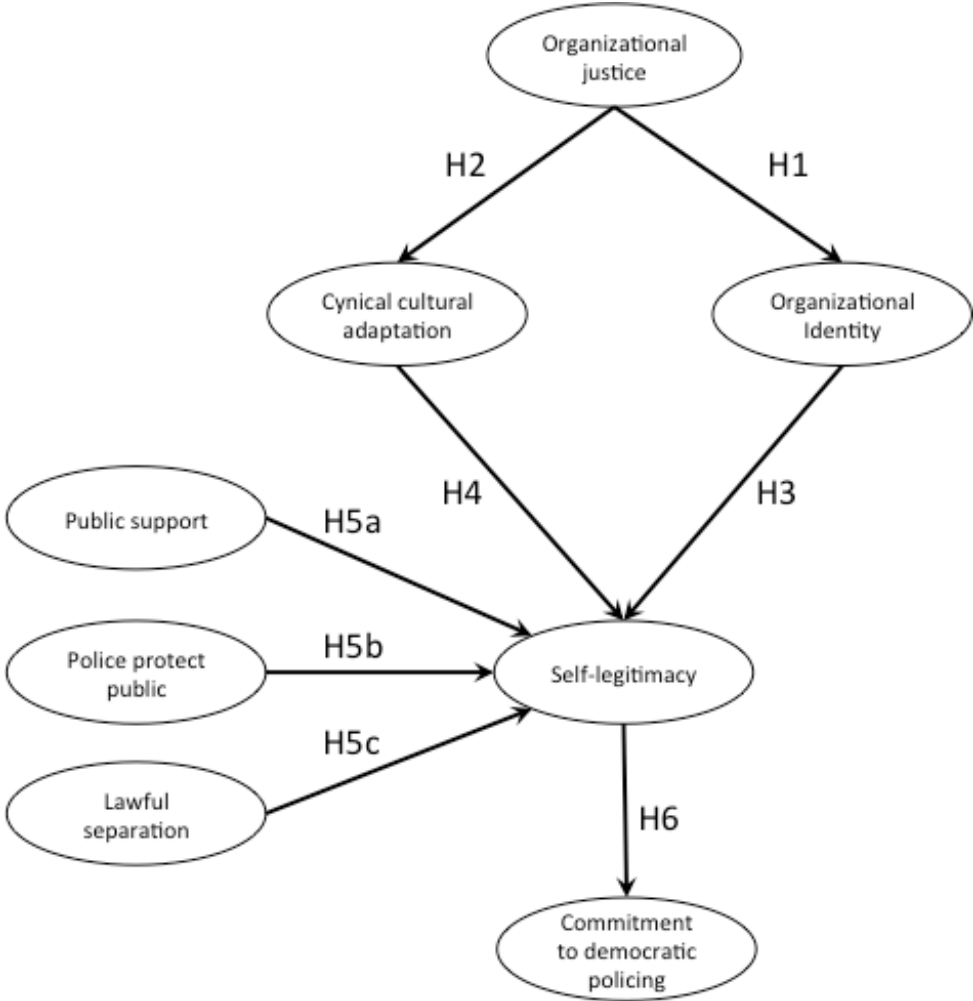 Organizational
justice
H2
H1
Cynical cultural
adaptation
Organizational
Identity
H4
H3
Public support
H5a
Police protect
public
H5b
Self-legitimacy
H5c
Lawful
separation
H6
Commitment
to democratic
policing